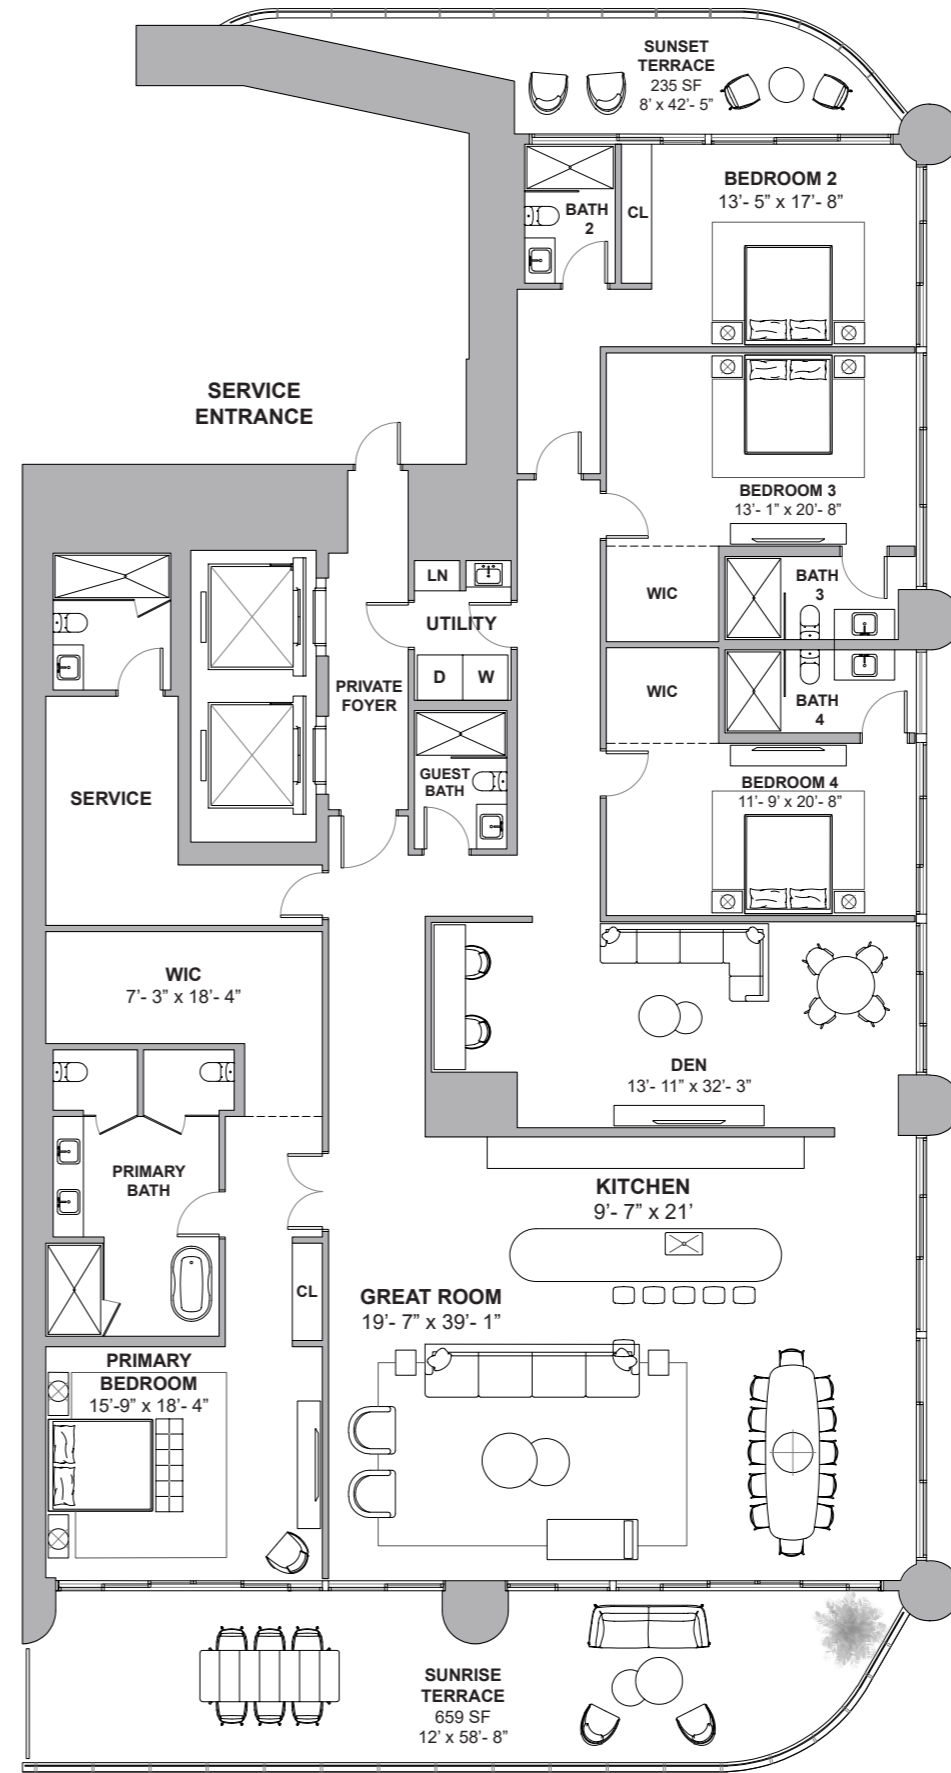 SUNSET
TERRACE
235 SF
8' x 42'- 5”
BEDROOM 2
13'- 5” x 17'- 8”
BATH
2
CL
SERVICE
ENTRANCE
BEDROOM 3
13'- 1” x 20'- 8”
LN
UTILITY
WIC
BATH
3
D
W
PRIVATE
FOYER
WIC
BATH
4
GUEST
BATH
BEDROOM 4
11'- 9' x 20'- 8”
SERVICE
WIC
7'- 3” x 18'- 4”
DEN
13'- 11” x 32'- 3”
PRIMARY
BATH
KITCHEN
9'- 7” x 21'
CL
GREAT ROOM
19'- 7” x 39'- 1”
PRIMARY
BEDROOM
15'-9” x 18'- 4”
SUNRISE
TERRACE
659 SF
12' x 58'- 8”